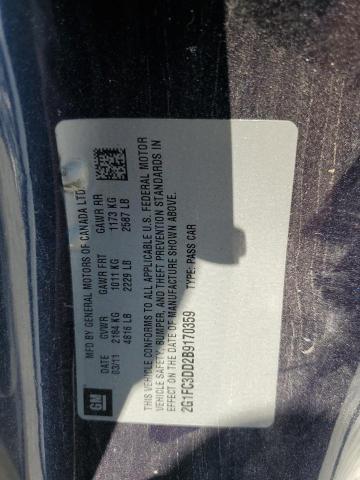 GM
MFD BY GENERAL MOTORS OF CANADA LTD
03/11 GVWR GAWR FRT GAWR RR
2184 KG 1011 KG 1173 KG
4816 LB 2229 LB 2587 LB
THIS VEHICLE CONFORMS TO ALL APPLICABLE U.S. FEDERAL MOTOR
VEHICLE SAFETY, BUMPER, AND THEFT PREVENTION STANDARDS IN
EFFECT ON THE DATE OF MANUFACTURE SHOWN ABOVE.
2G1FC3DD2B9170359 TYPE: PASS CAR